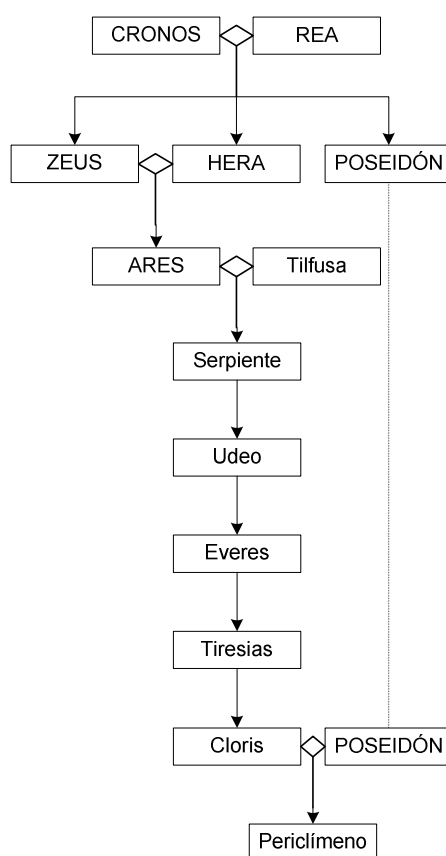 CRONOS
REA
ZEUS
HERA
POSEIDÓN
ARES
Tilfusa
Serpiente
Udeo
Everes
Tiresias
Cloris
POSEIDÓN
Periclímeno